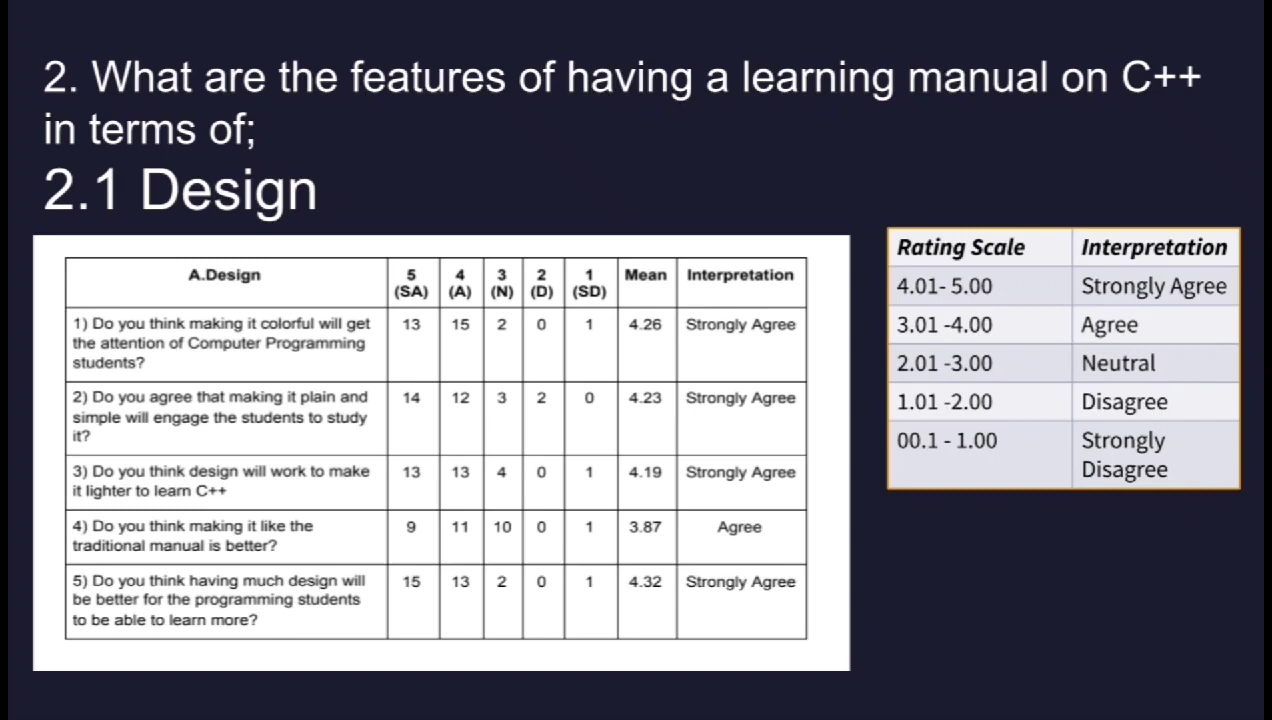 2. What are the features of having a learning manual on C++
in terms of;
2.1 Design
A.Design 5 (SA) 4 (A) 3 (N) 2 (D) 1 (SD) Mean Interpretation
1) Do you think making it colorful will get 13 15 2 0 1 4.26 Strongly Agree
the attention of Computer Programming
students?
2) Do you agree that making it plain and 14 12 3 2 0 4.23 Strongly Agree
simple will engage the students to study
it?
3) Do you think design will work to make 13 13 4 0 1 4.19 Strongly Agree
it lighter to learn C++
4) Do you think making it like the 9 11 10 0 1 3.87 Agree
traditional manual is better?
5) Do you think having much design will 15 13 2 0 1 4.32 Strongly Agree
be better for the programming students
to be able to learn more?
Rating Scale Interpretation
4.01- 5.00 Strongly Agree
3.01 -4.00 Agree
2.01 -3.00 Neutral
1.01 -2.00 Disagree
00.1 - 1.00 Strongly
Disagree